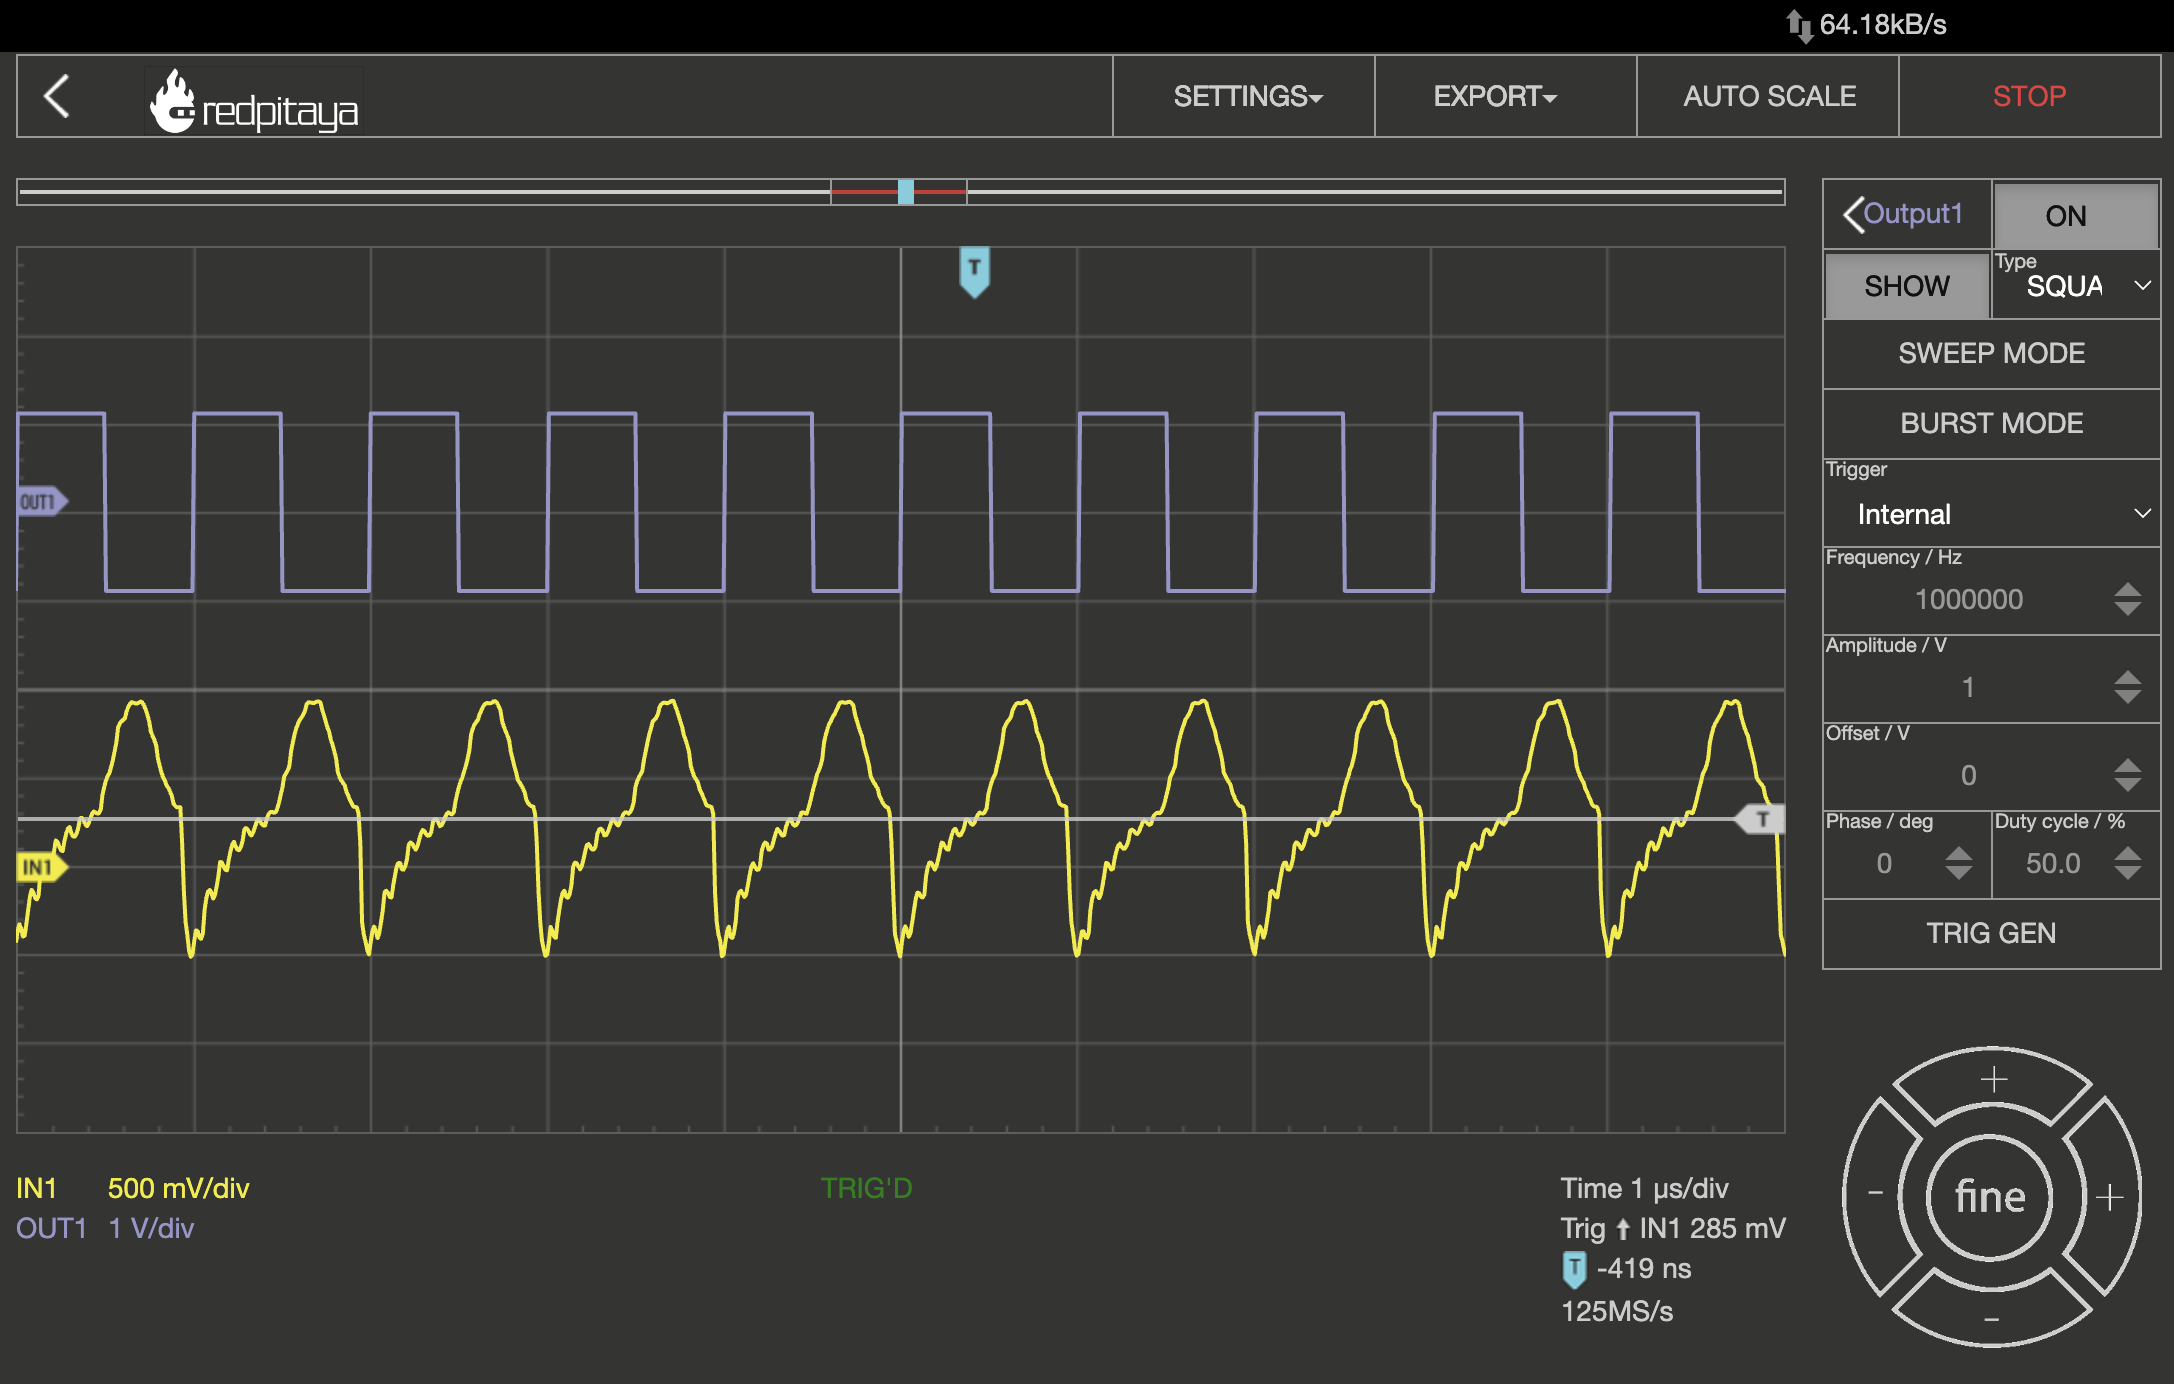 64.18kB/s
redpitaya
SETTINGS
EXPORT
AUTO SCALE
STOP
Output1
ON
T
SHOW
Type
SQUA
SWEEP MODE
BURST MODE
Trigger
Internal
OUT1
Frequency / Hz
1000000
Amplitude / V
1
Offset / V
0
T
Phase / deg
0
Duty cycle / %
50.0
IN1
TRIG GEN
IN1 500 mV/div
TRIG'D
Time 1 µs/div
OUT1 1 V/div
Trig IN1 285 mV
T -419 ns
125MS/s
+
-
fine
+
-